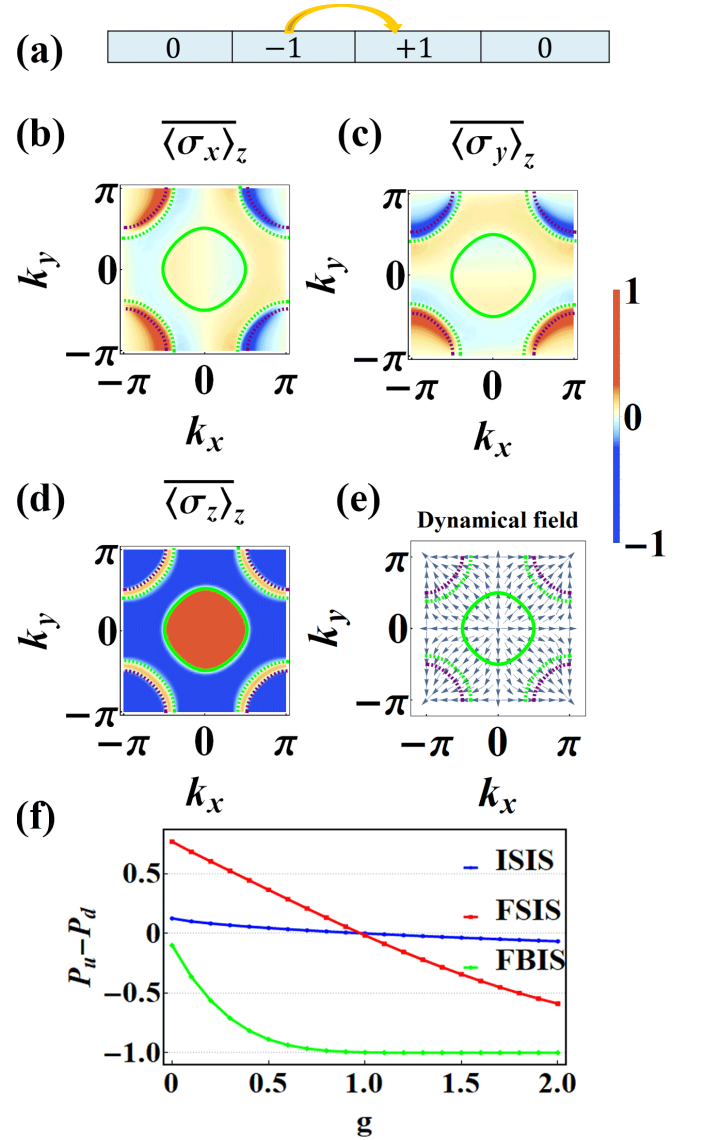 (a) 0 −1 +1 0
(b) ⟨σx⟩z
π
ky 0
−π
−π 0 π
kx
(c) ⟨σy⟩z
π
ky 0
−π
−π 0 π
kx
1
0
−1
(d) ⟨σz⟩z
π
ky 0
−π
−π 0 π
kx
(e)
Dynamical field
π
ky 0
−π
−π 0 π
kx
(f)
Pu−Pd
0.5
0
−0.5
−1.0
ISIS
FSIS
FBIS
0 0.5 1.0 1.5 2.0
g